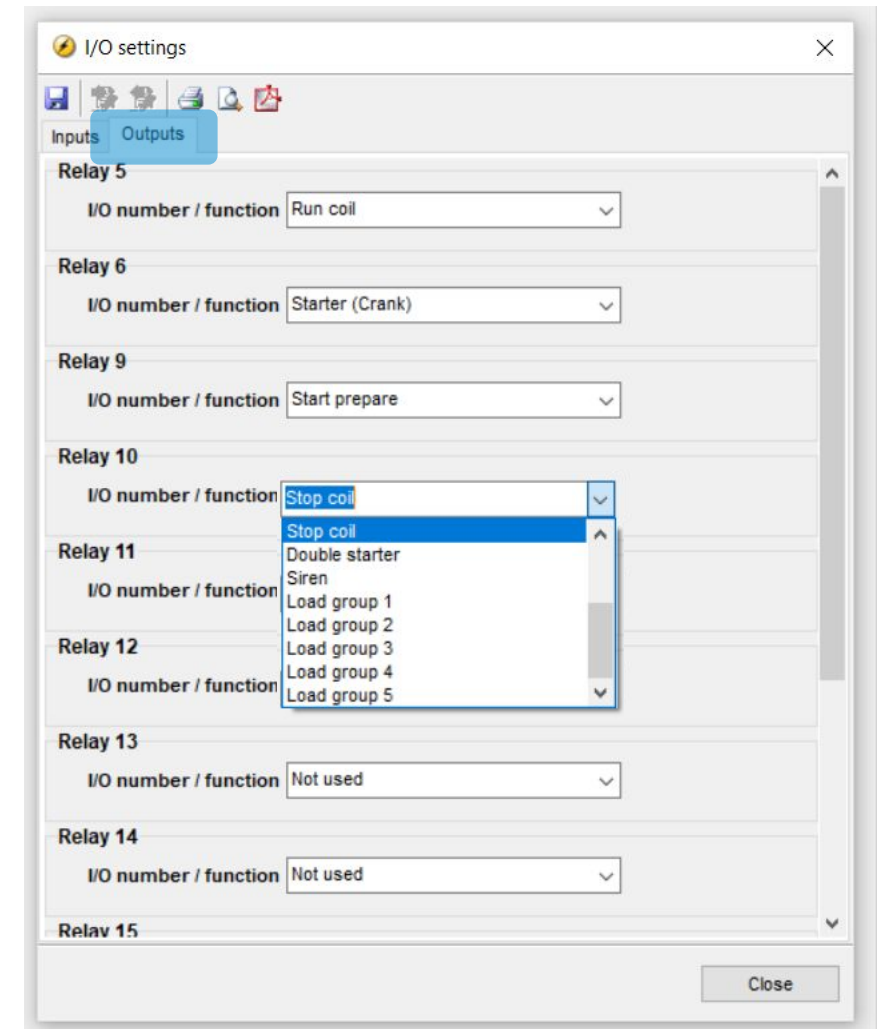 I/O settings
Inputs Outputs
Relay 5
I/O number / function Run coil
Relay 6
I/O number / function Starter (Crank)
Relay 9
I/O number / function Start prepare
Relay 10
I/O number / function Stop coil
Stop coil
Double starter
Siren
Load group 1
Load group 2
Load group 3
Load group 4
Load group 5
Relay 11
I/O number / function
Relay 12
I/O number / function
Relay 13
I/O number / function Not used
Relay 14
I/O number / function Not used
Relay 15
Close